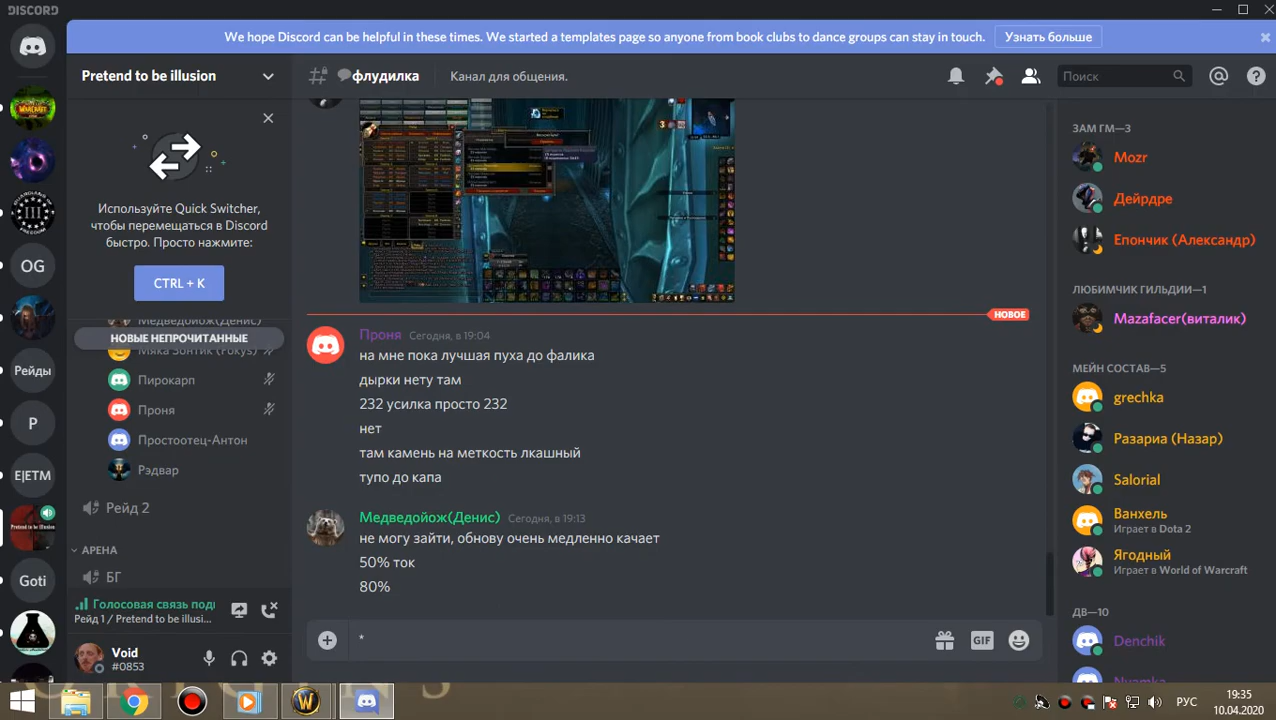 DISCORD
We hope Discord can be helpful in these times. We started a templates page so anyone from book clubs to dance groups can stay in touch. Узнать больше
Pretend to be illusion
флудилка Канал для общения. Поиск
Используйте Quick Switcher,
чтобы перемещаться в Discord
быстро. Просто нажмите:
CTRL + K
Медведойож(Денис)
НОВЫЕ НЕПРОЧИТАННЫЕ
Пирокарп
Проня
Простоотец-Антон
Рэдвар
Рейд 2
АРЕНА
БГ
Голосовая связь под
Рейд 1 / Pretend to be illusi...
Void
#0853
OG
Рейды
P
E|ETM
Goti
НОВОЕ
Проня Сегодня, в 19:04
на мне пока лучшая пуха до фалика
дырки нету там
232 усилка просто 232
нет
там камень на меткость лкашный
тупо до капа
Медведойож(Денис) Сегодня, в 19:13
не могу зайти, обнову очень медленно качает
50% ток
80%
*
GIF
ЗАМ ГМ—3
Mozr
Дейрдре
Епончик (Александр)
ЛЮБИМЧИК ГИЛЬДИИ—1
Mazafacer(виталик)
МЕЙН СОСТАВ—5
grechka
Разариа (Назар)
Salorial
Ванхель
Играет в Dota 2
Ягодный
Играет в World of Warcraft
ДВ—10
Denchik
Nyamka
РУС
19:35
10.04.2020